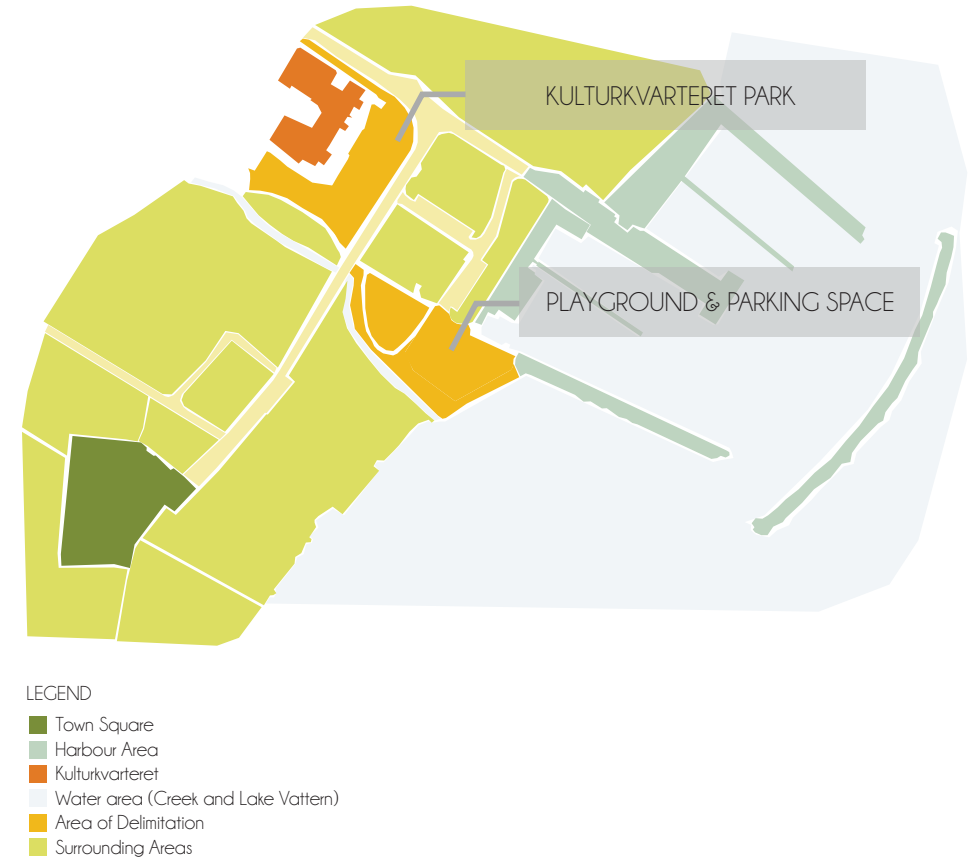 KULTURKVARTERET PARK
PLAYGROUND & PARKING SPACE
LEGEND
Town Square
Harbour Area
Kulturkvarteret
Water area (Creek and Lake Vattern)
Area of Delimitation
Surrounding Areas